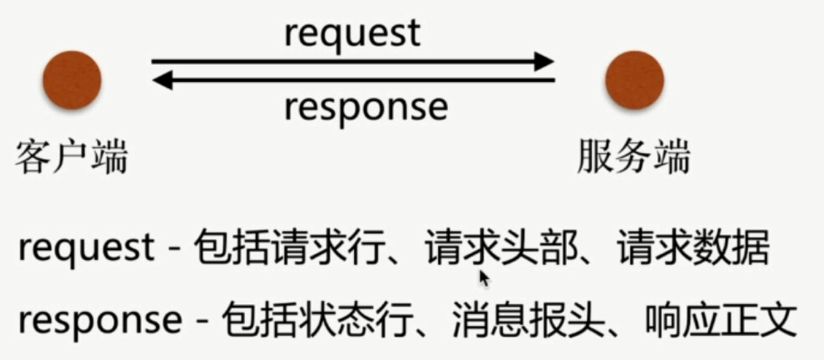 request
response
客户端
服务端
request - 包括请求行、请求头部、请求数据
response - 包括状态行、消息报头、响应正文